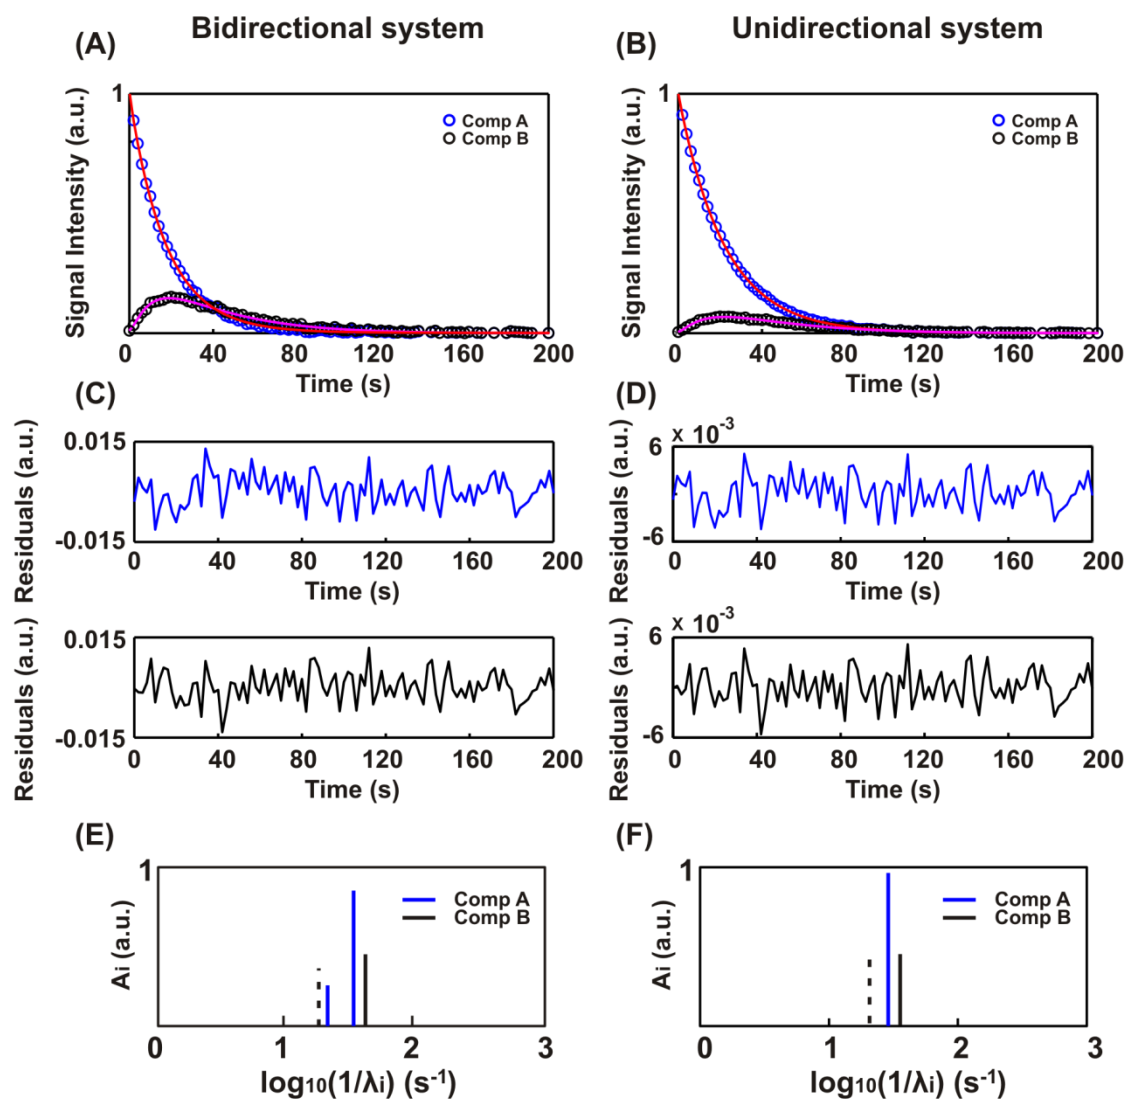 Bidirectional system
Unidirectional system
(A)
(B)
1
Comp A
Comp B
Signal Intensity (a.u.)
0 40 80 120 160 200
Time (s)
1
Comp A
Comp B
Signal Intensity (a.u.)
0 40 80 120 160 200
Time (s)
(C)
(D)
0.015
-0.015
Residuals (a.u.)
0 40 80 120 160 200
Time (s)
6 x 10-3
-6
Residuals (a.u.)
0 40 80 120 160 200
Time (s)
0.015
-0.015
Residuals (a.u.)
0 40 80 120 160 200
Time (s)
6 x 10-3
-6
Residuals (a.u.)
0 40 80 120 160 200
Time (s)
(E)
(F)
1
Comp A
Comp B
Ai (a.u.)
0 1 2 3
log10(1/λi) (s-1)
1
Comp A
Comp B
Ai (a.u.)
0 1 2 3
log10(1/λi) (s-1)